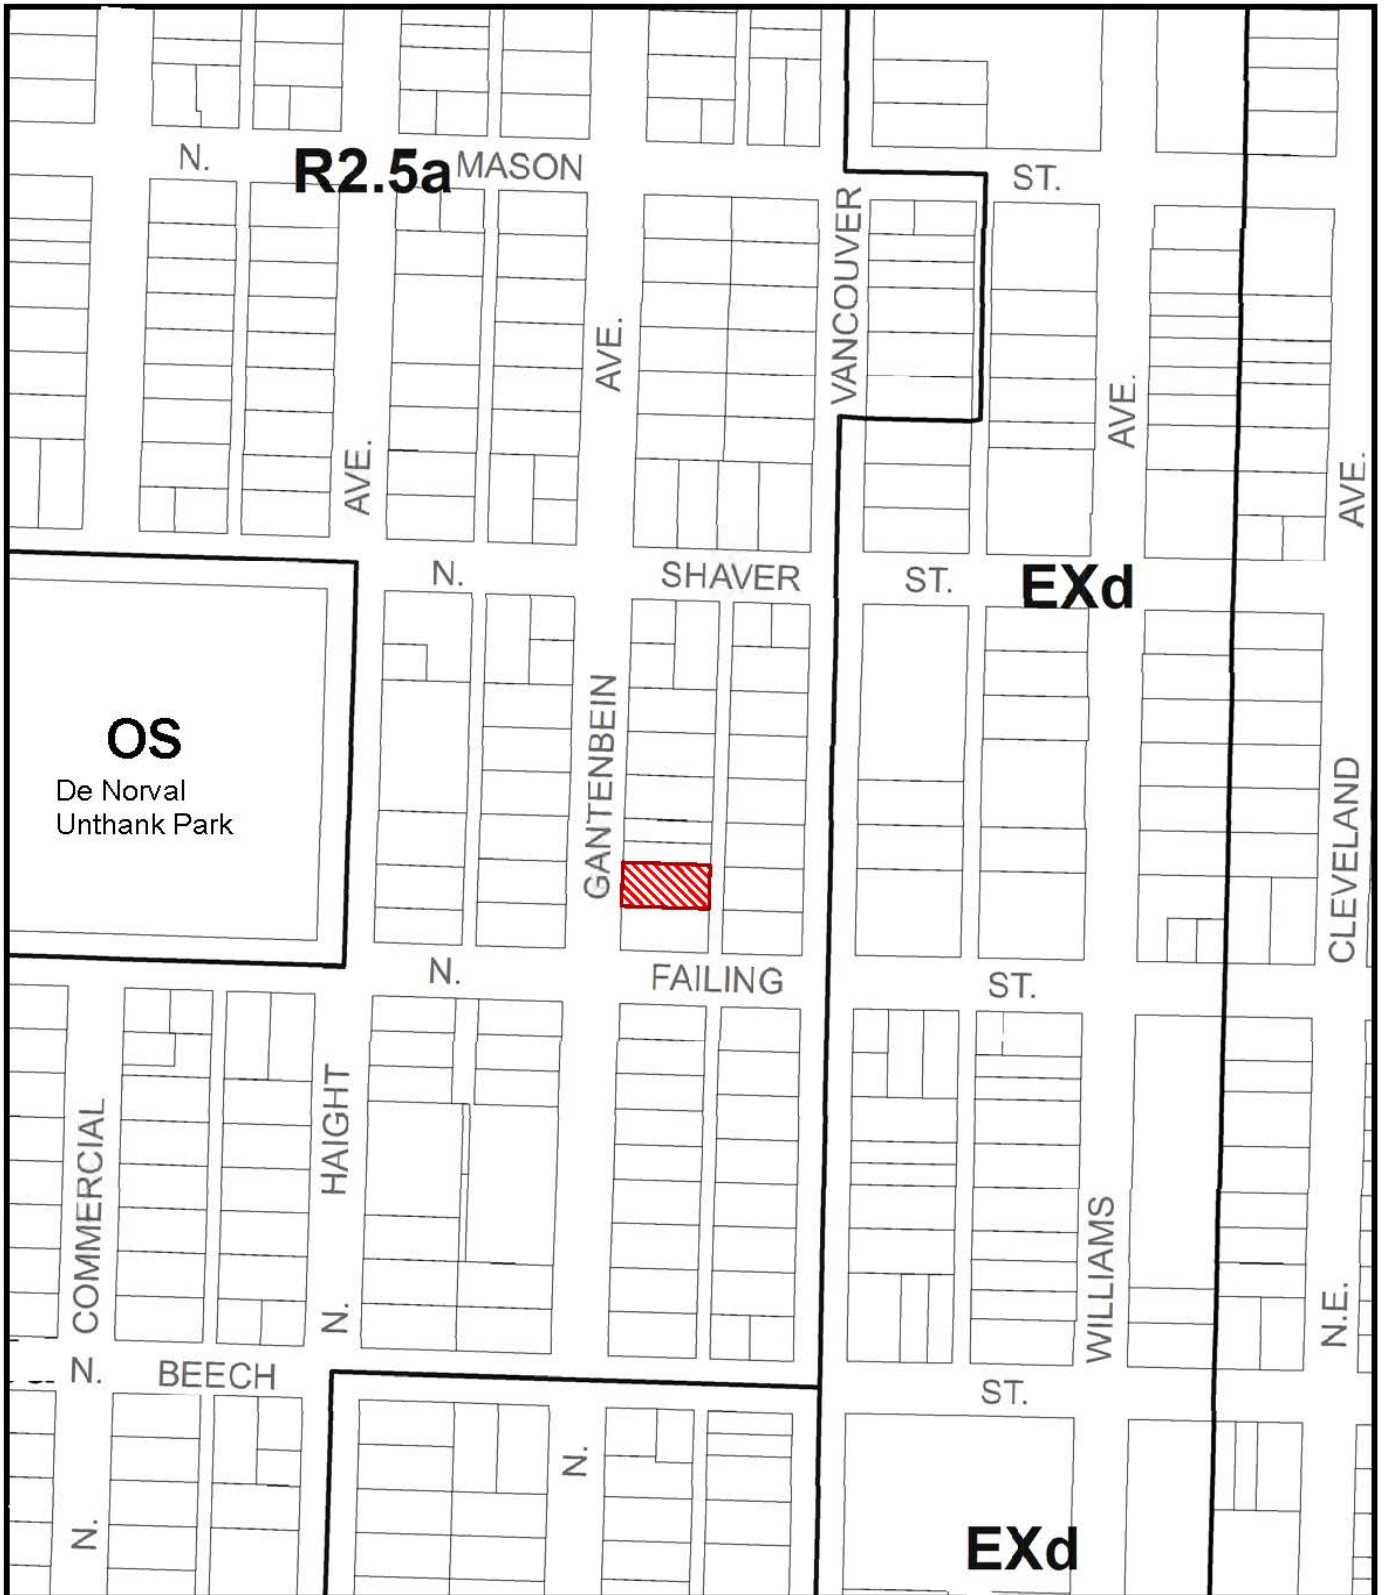 N. R2.5a MASON ST.
VANCOUVER
AVE.
AVE.
AVE.
AVE.
N. SHAVER ST. EXd
OS
De Norval
Unthank Park
GANTENBEIN
CLEVELAND
N. FAILING ST.
HAIGHT
COMMERCIAL
WILLIAMS
N.
N.E.
N. BEECH ST.
N.
N.
EXd